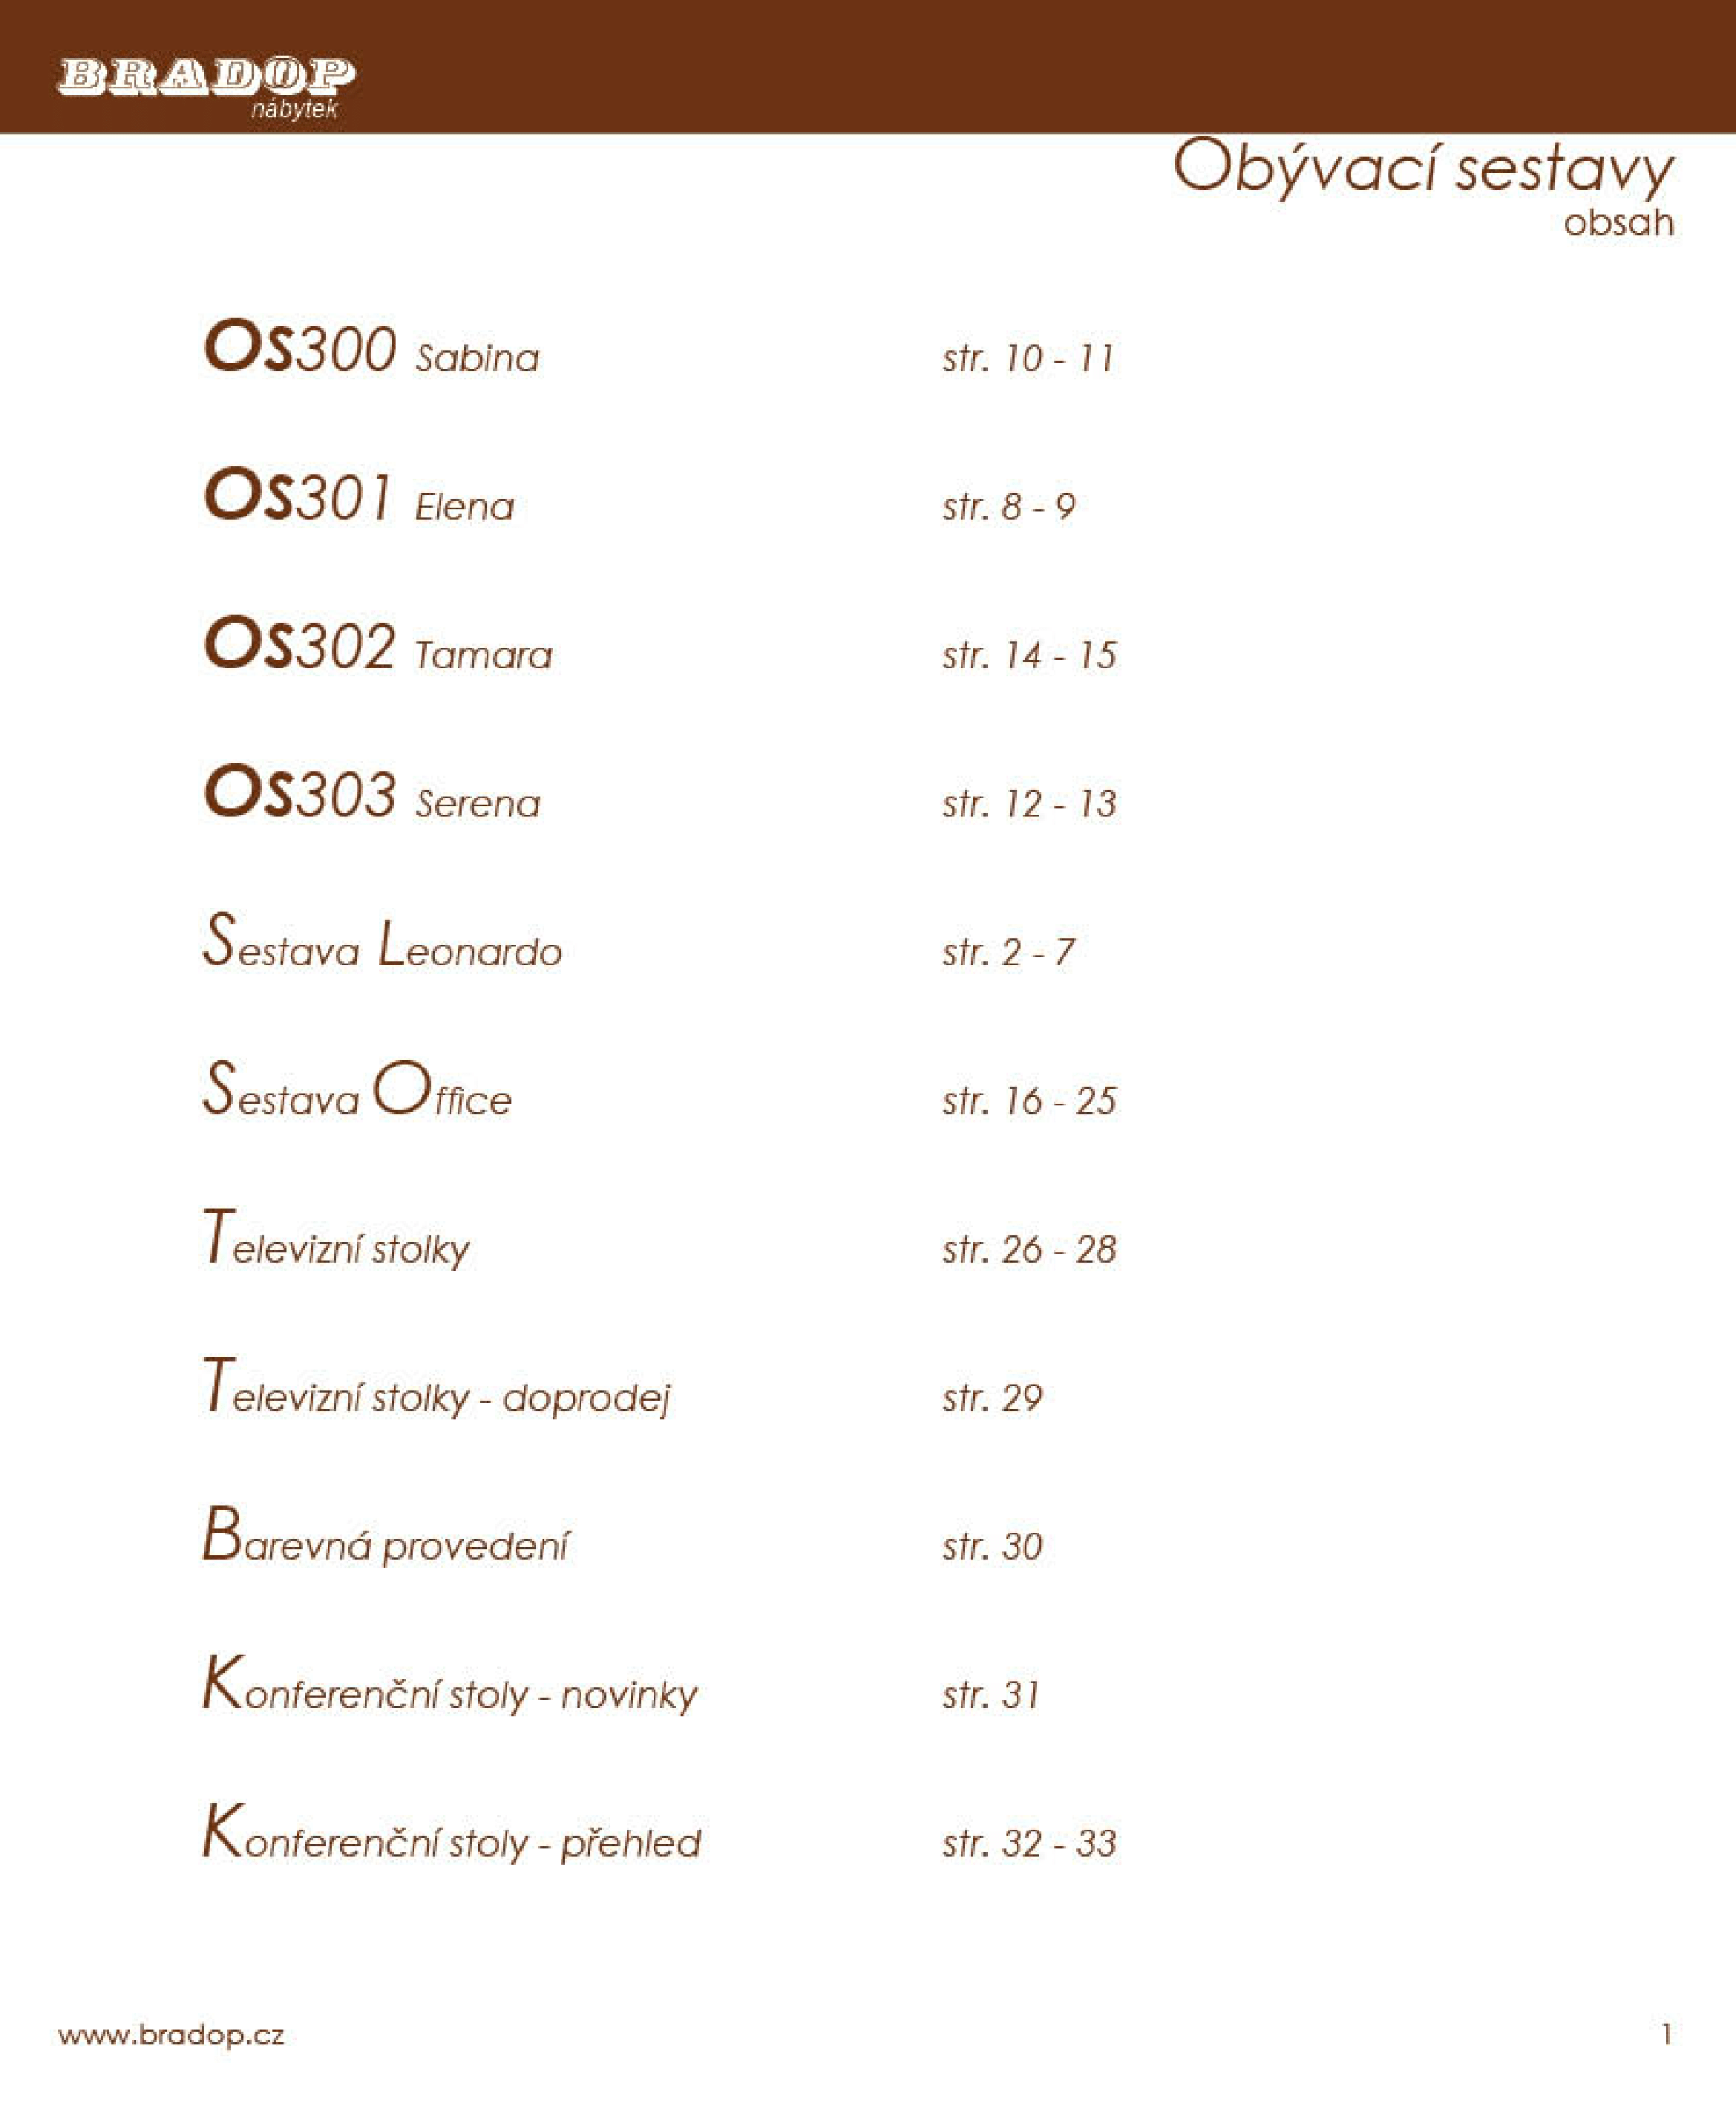 BRADOP
nábytek
Obývací sestavy
obsah
OS300 Sabina str. 10 - 11
OS301 Elena str. 8 - 9
OS302 Tamara str. 14 - 15
OS303 Serena str. 12 - 13
Sestava Leonardo str. 2 - 7
Sestava Office str. 16 - 25
Televizní stolky str. 26 - 28
Televizní stolky - doprodej str. 29
Barevná provedení str. 30
Konferenční stoly - novinky str. 31
Konferenční stoly - přehled str. 32 - 33
www.bradop.cz 1